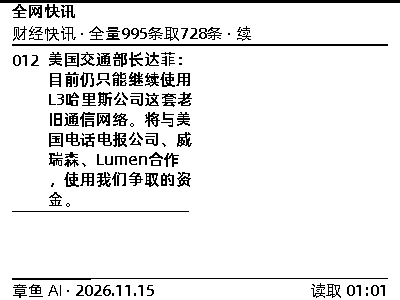 全网快讯
财经快讯 · 全量995条取728条 · 续
012 美国交通部长达菲：
目前仍只能继续使用
L3哈里斯公司这套老
旧通信网络。将与美
国电话电报公司、威
瑞森、Lumen合作
，使用我们争取的资
金。
章鱼 AI · 2026.11.15
读取 01:01